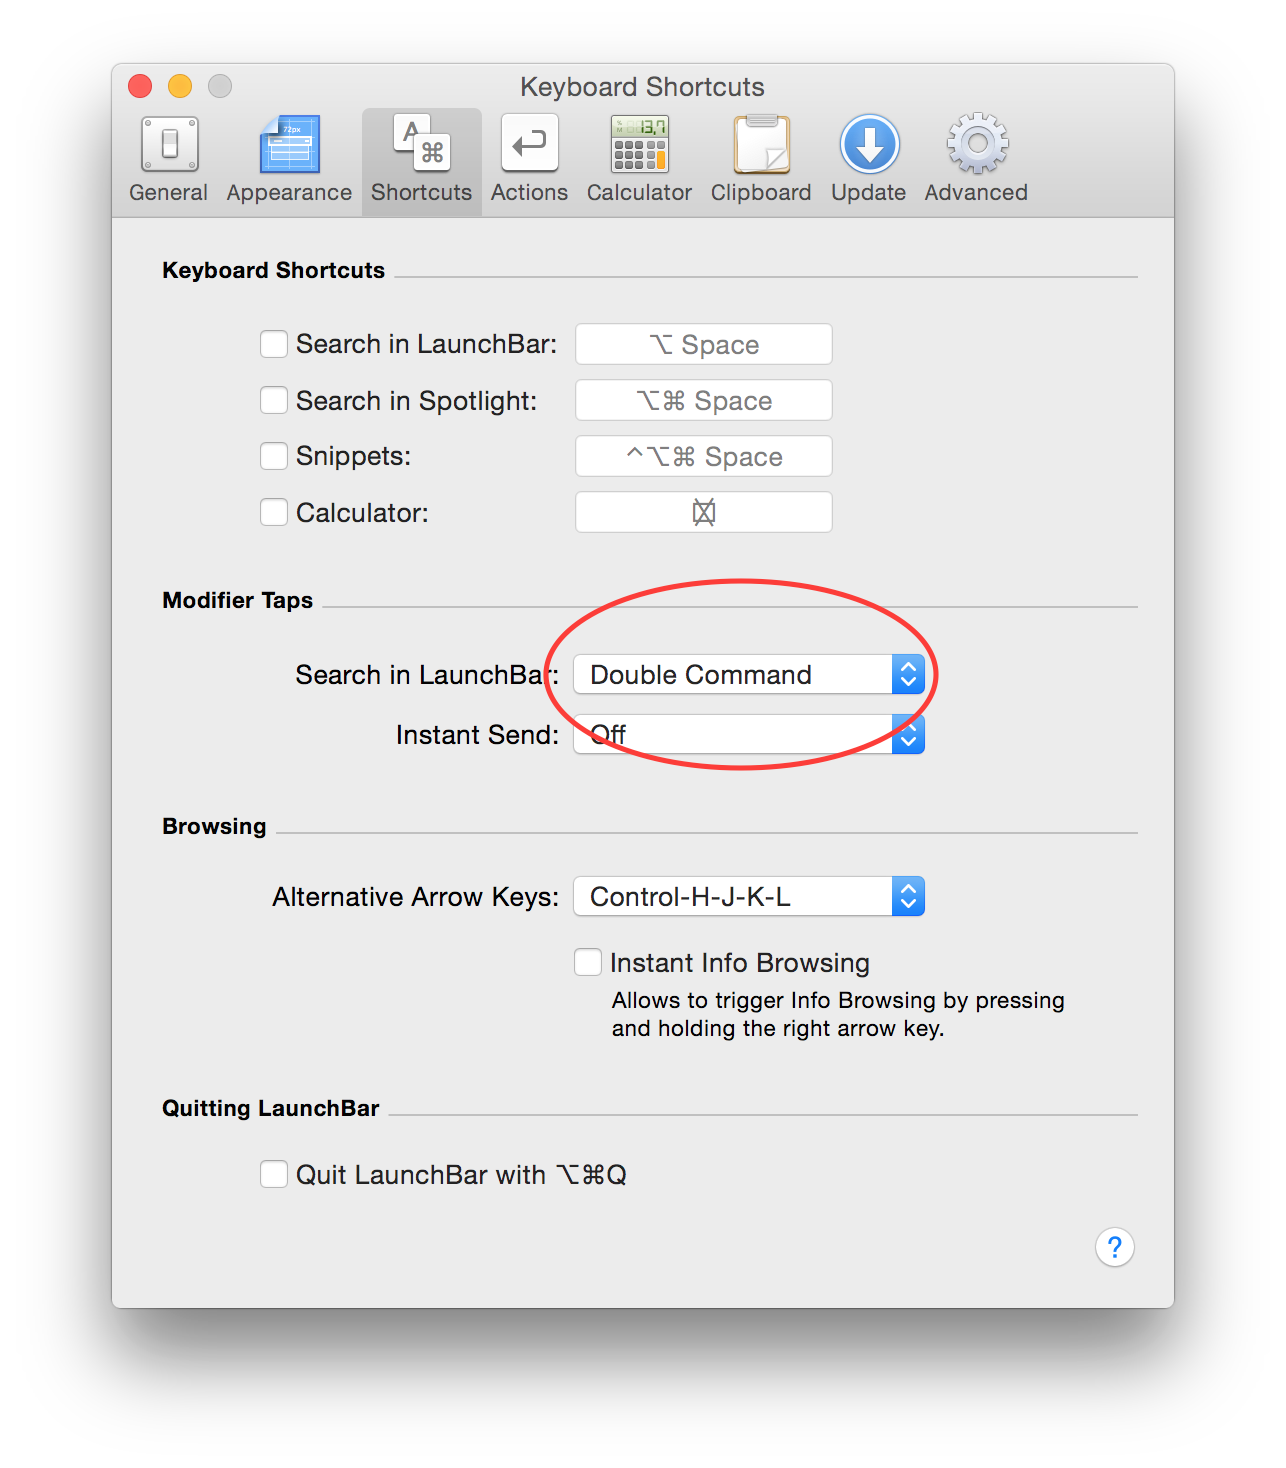 Keyboard Shortcuts
72px
A
⌘
13,7
General Appearance Shortcuts Actions Calculator Clipboard Update Advanced
Keyboard Shortcuts
Search in LaunchBar: ⌥ Space
Search in Spotlight: ⌥⌘ Space
Snippets: ^⌥⌘ Space
Calculator:
Modifier Taps
Search in LaunchBar: Double Command
Instant Send: Off
Browsing
Alternative Arrow Keys: Control-H-J-K-L
Instant Info Browsing
Allows to trigger Info Browsing by pressing
and holding the right arrow key.
Quitting LaunchBar
Quit LaunchBar with ⌥⌘Q
?